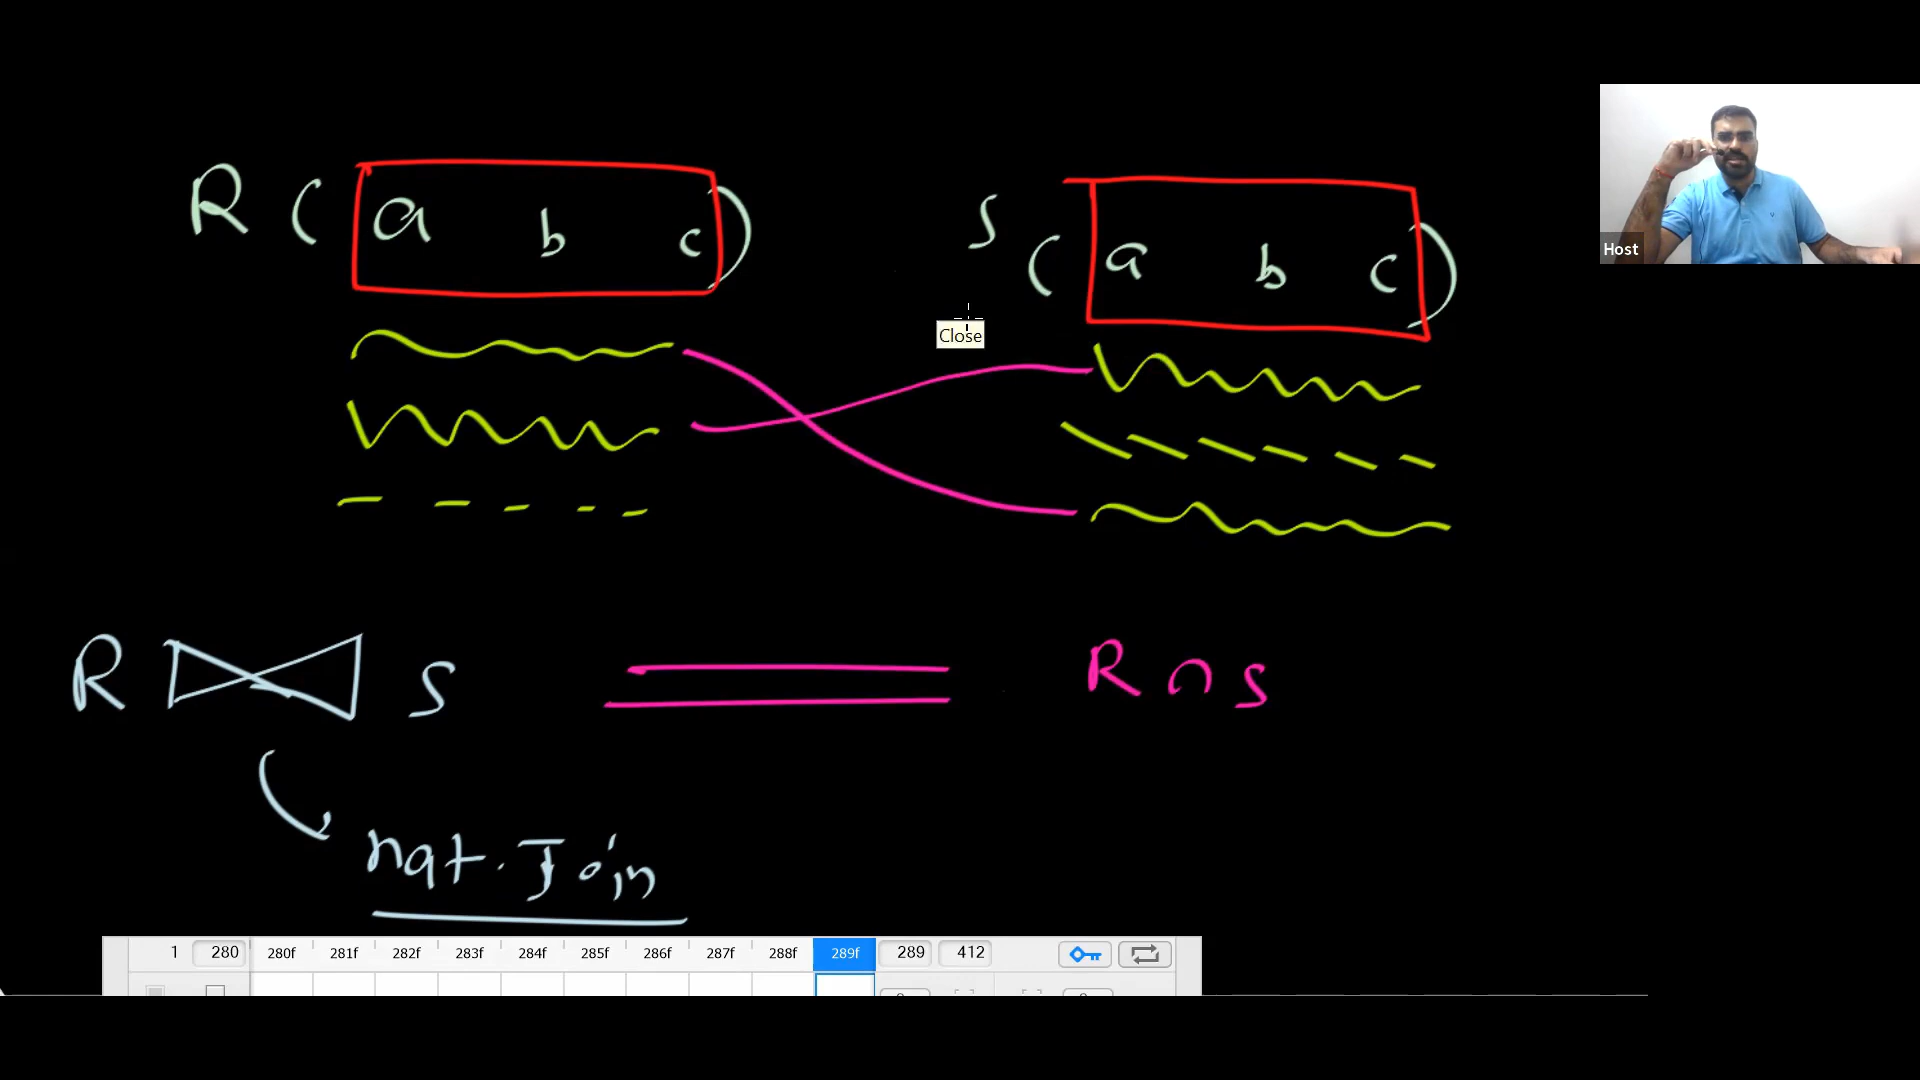 R ( a b c )
S ( a b c )
Host
Close
R ⋈ S = R ∩ S
nat. Join
1 280 280f 281f 282f 283f 284f 285f 286f 287f 288f 289f 289 412